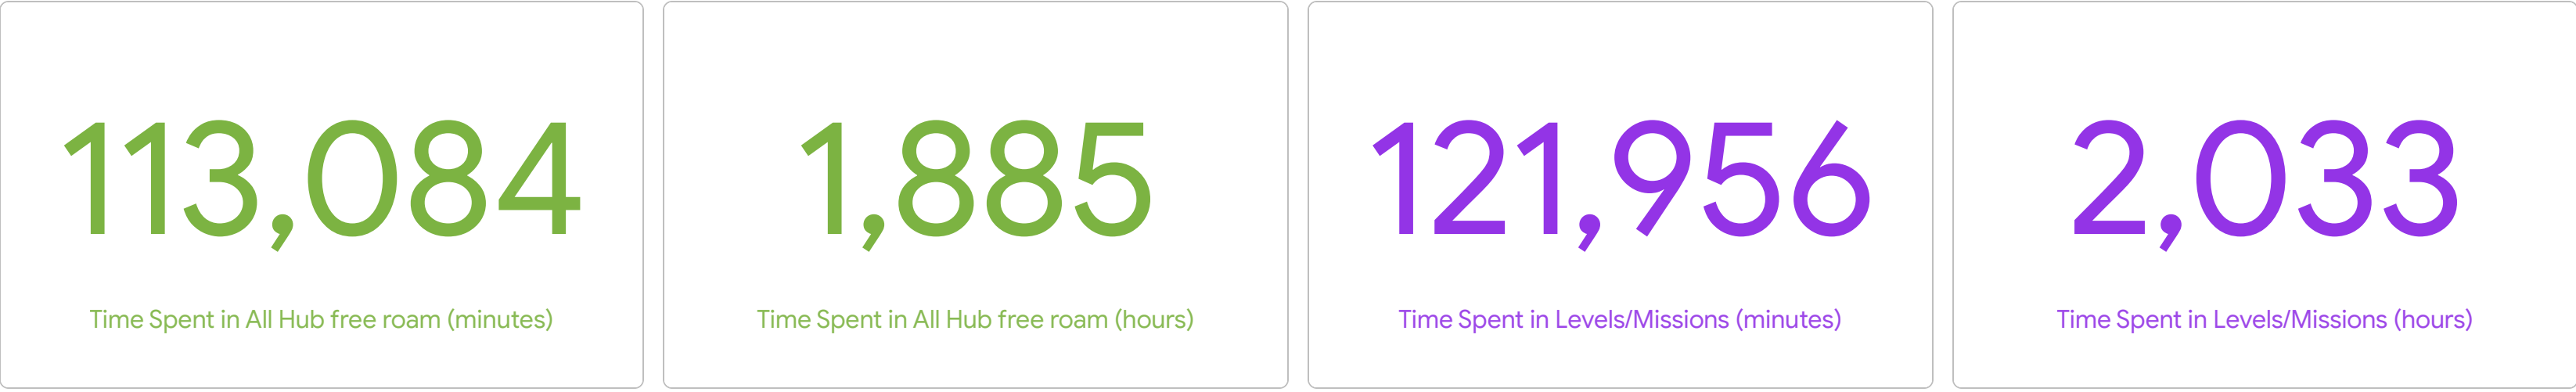 113,084
Time Spent in All Hub free roam (minutes)
1,885
Time Spent in All Hub free roam (hours)
121,956
Time Spent in Levels/Missions (minutes)
2,033
Time Spent in Levels/Missions (hours)